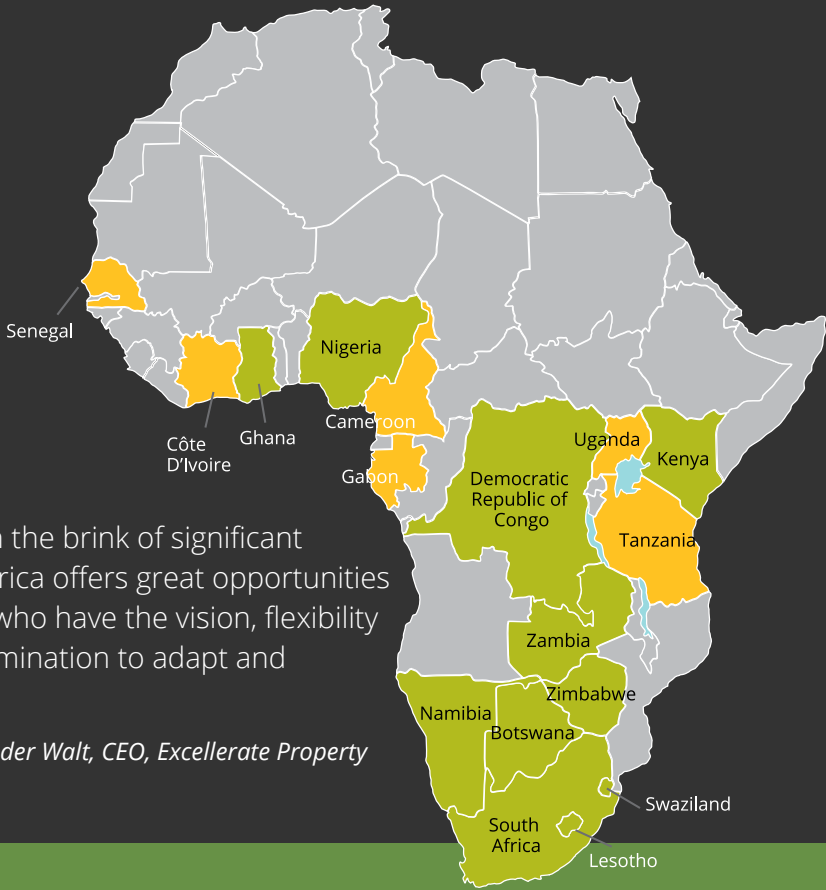 Senegal
Nigeria
Côte
D’Ivoire
Ghana
Cameroon
Gabon
Uganda
Kenya
Democratic
Republic of
Congo
Tanzania
the brink of significant
rica offers great opportunities
who have the vision, flexibility
mination to adapt and
der Walt, CEO, Excellerate Property
Zambia
Zimbabwe
Namibia
Botswana
South
Africa
Swaziland
Lesotho